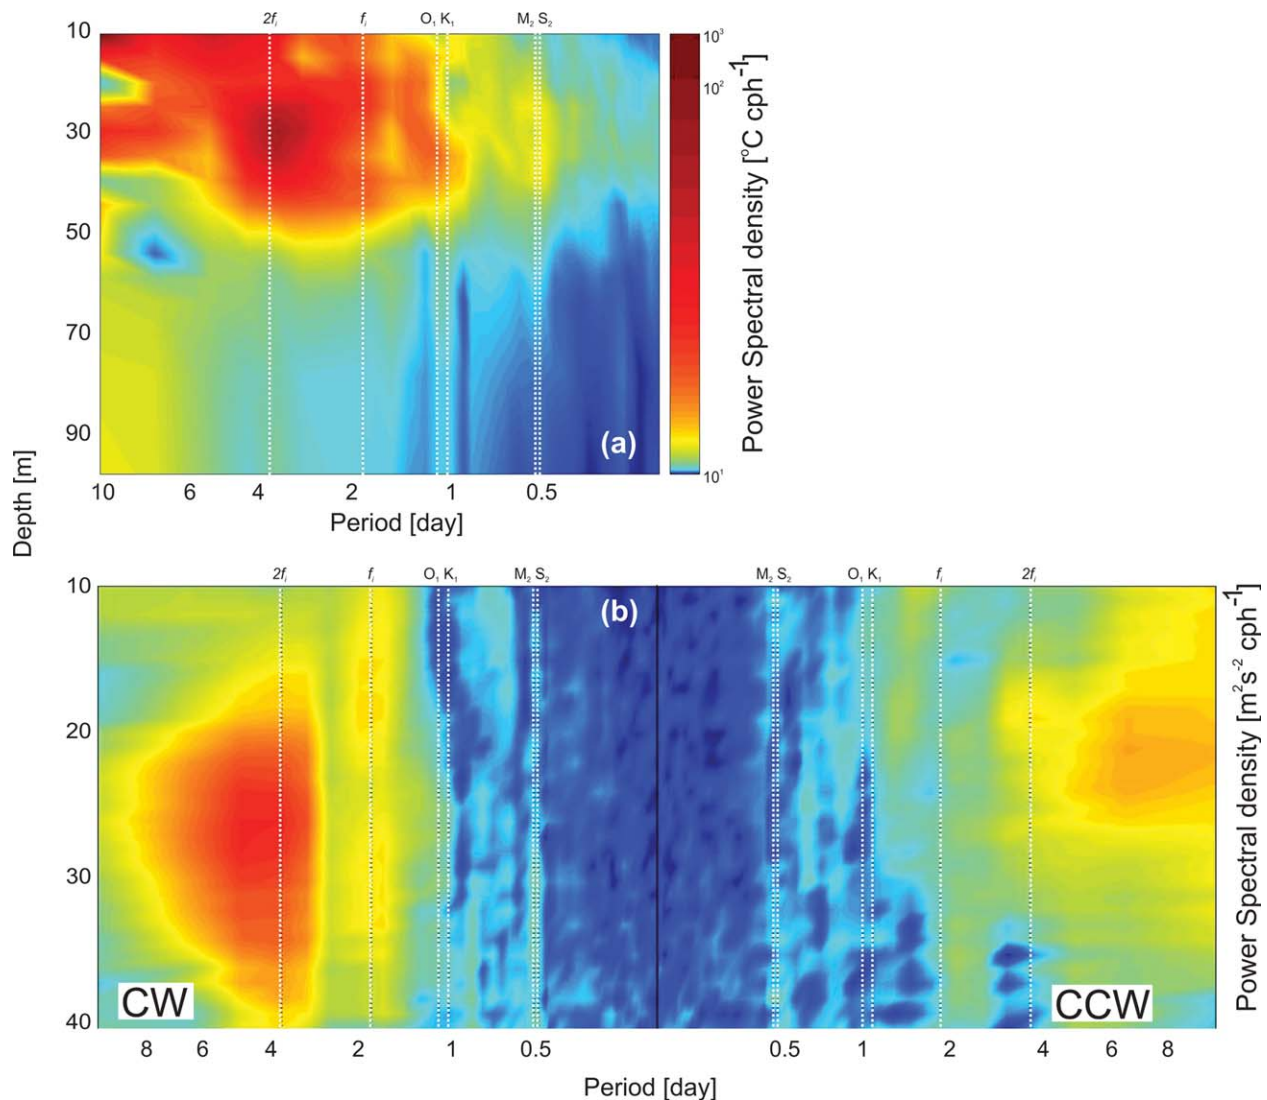 2fᵢ fᵢ O₁ K₁ M₂ S₂
10
30
50
70
90
10³
10²
10¹
Power Spectral density [°C cph⁻¹]
(a)
Depth [m]
10 6 4 2 1 0.5
Period [day]
2fᵢ fᵢ O₁ K₁ M₂ S₂ M₂ S₂ O₁ K₁ fᵢ 2fᵢ
10
20
30
40
(b)
CW
CCW
Power Spectral density [m²s⁻² cph⁻¹]
8 6 4 2 1 0.5 0.5 1 2 4 6 8
Period [day]